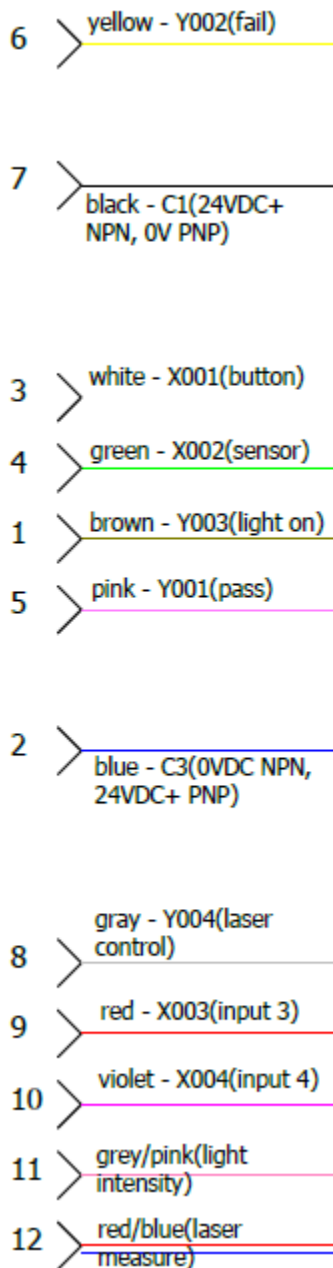 6 yellow - Y002(fail)
7
black - C1(24VDC+
NPN, 0V PNP)
3 white - X001(button)
4 green - X002(sensor)
1 brown - Y003(light on)
5 pink - Y001(pass)
2
blue - C3(0VDC NPN,
24VDC+ PNP)
gray - Y004(laser
8 control)
9 red - X003(input 3)
10 violet - X004(input 4)
grey/pink(light
11 intensity)
red/blue(laser
12 measure)